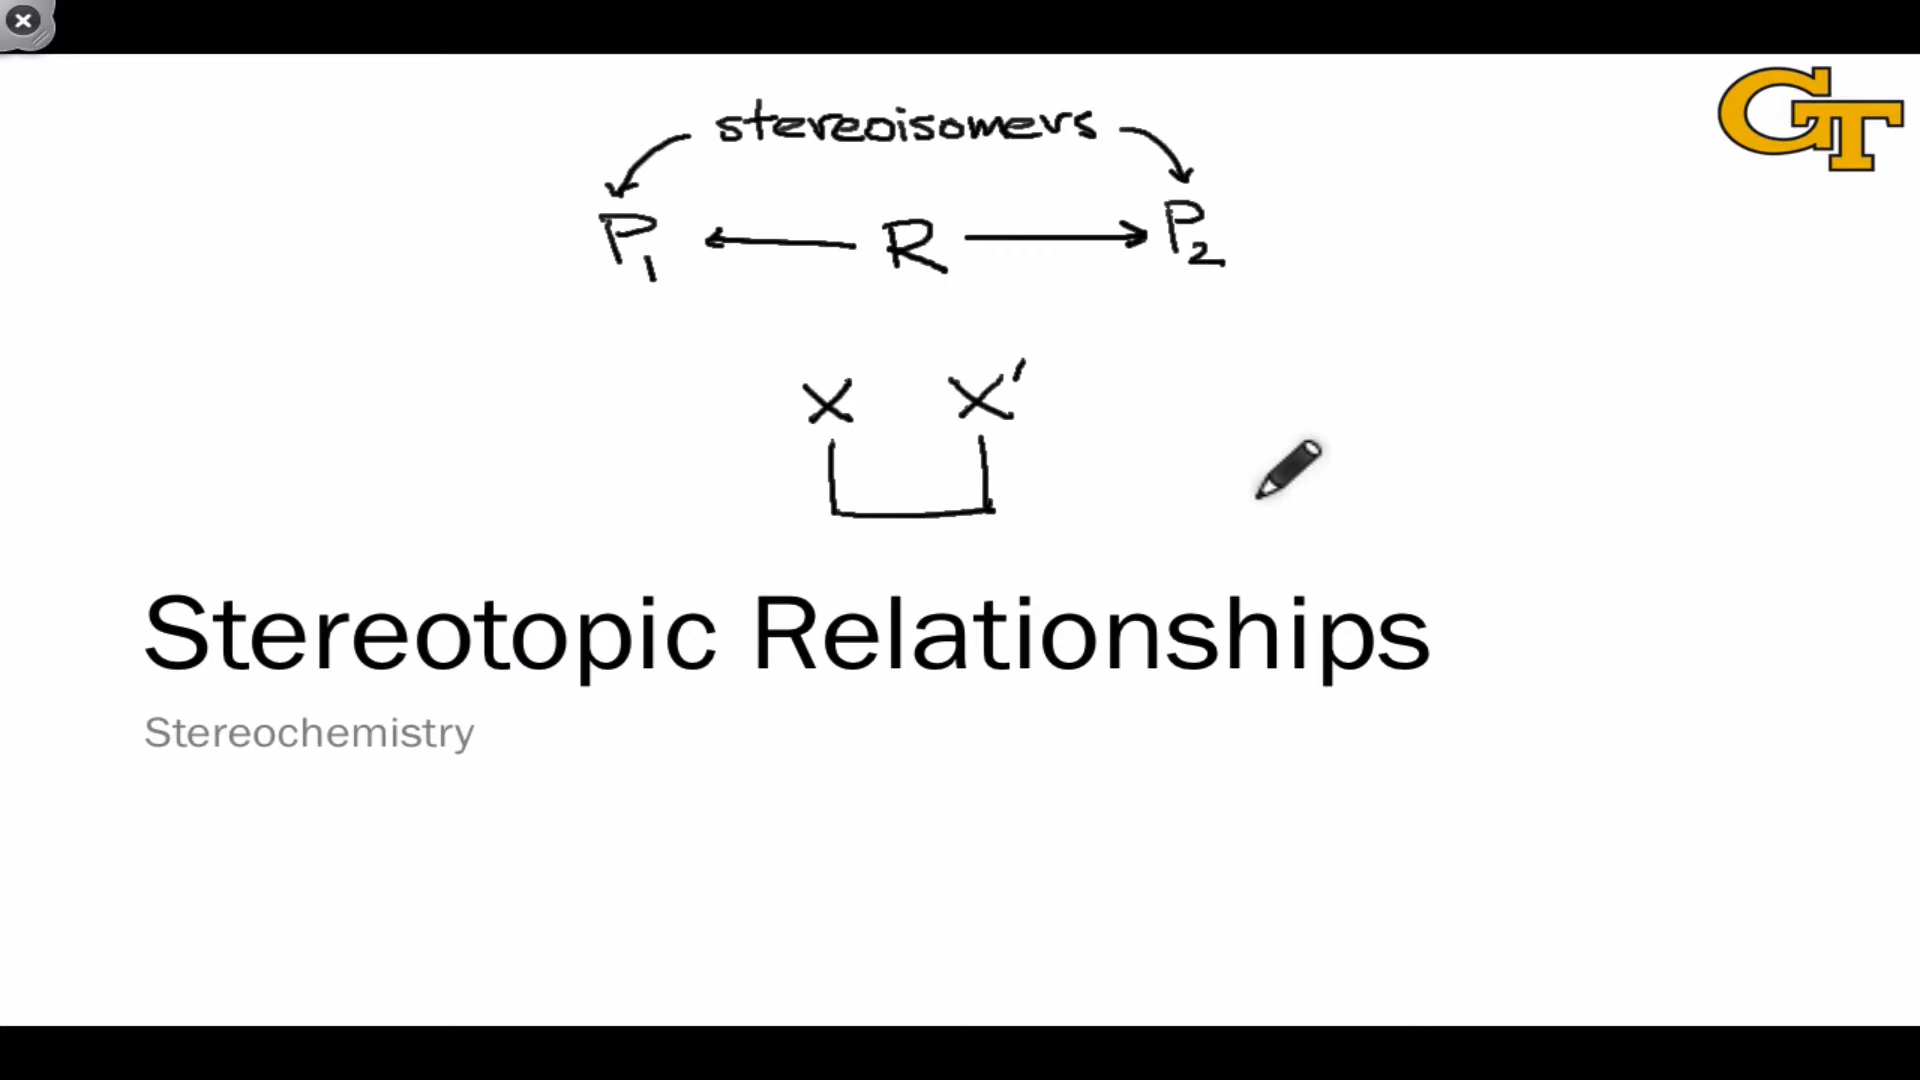 GT
stereoisomers
P₁ ← R → P₂
X X'
Stereotopic Relationships
Stereochemistry